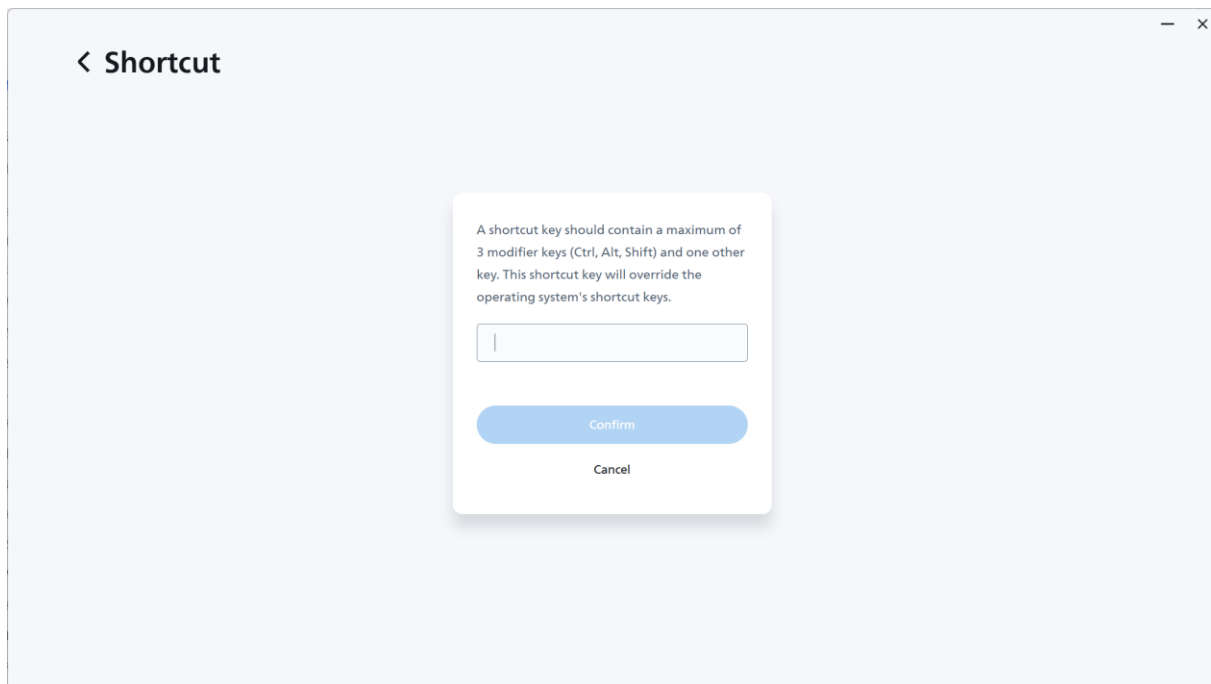 Shortcut
A shortcut key should contain a maximum of
3 modifier keys (Ctrl, Alt, Shift) and one other
key. This shortcut key will override the
operating system's shortcut keys.
Confirm
Cancel